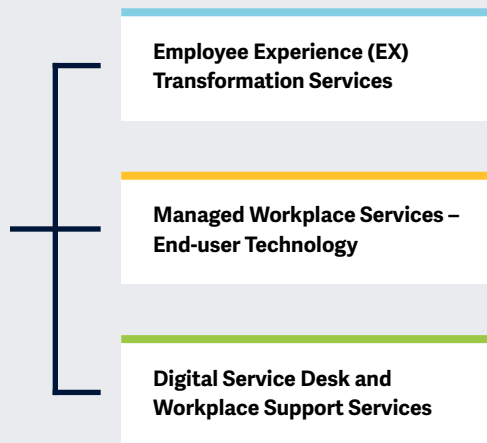 Employee Experience (EX)
Transformation Services
Managed Workplace Services –
End-user Technology
Digital Service Desk and
Workplace Support Services